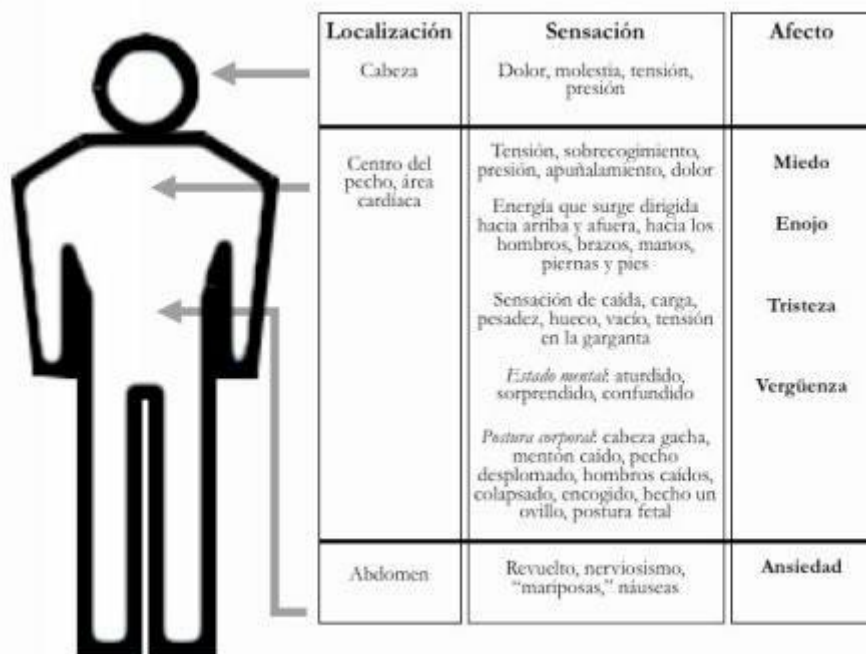 Localización
Sensación
Afecto
Cabeza
Dolor, molestia, tensión,
presión
Centro del
pecho, área
cardíaca
Tensión, sobrecogimiento,
presión, apuñalamiento, dolor
Miedo
Energía que surge dirigida
hacia arriba y afuera, hacia los
hombros, brazos, manos,
piernas y pies
Enojo
Sensación de caída, carga,
pesadez, hueco, vacío, tensión
en la garganta
Tristeza
Estado mental: aturdido,
sorprendido, confundido
Vergüenza
Postura corporal: cabeza gacha,
mentón caído, pecho
desplomado, hombros caídos,
colapsado, encogido, hecho un
ovillo, postura fetal
Abdomen
Revuelto, nerviosismo,
“mariposas,” náuseas
Ansiedad